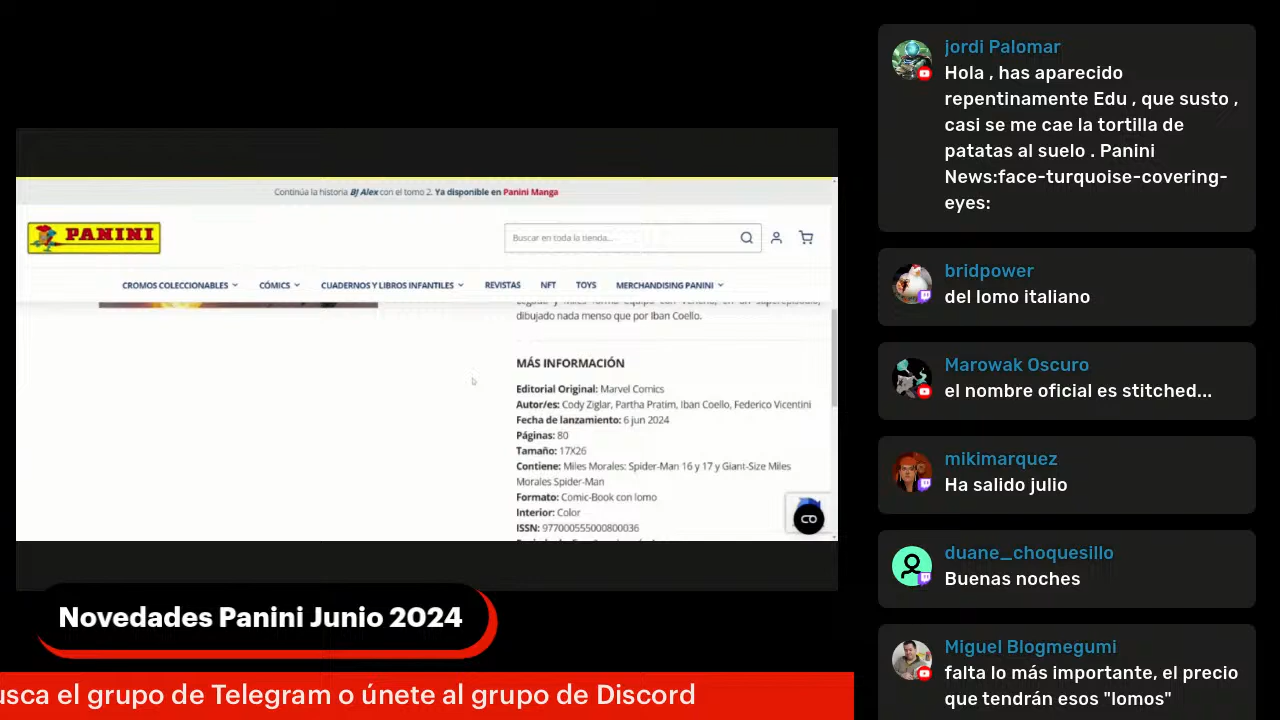 Continúa la historia BJ Alex con el tomo 2. Ya disponible en Panini Manga
PANINI
Buscar en toda la tienda...
CROMOS COLECCIONABLES
CÓMICS
CUADERNOS Y LIBROS INFANTILES
REVISTAS
NFT
TOYS
MERCHANDISING PANINI
dibujado nada menso que por Iban Coello.
MÁS INFORMACIÓN
Editorial Original: Marvel Comics
Autor/es: Cody Ziglar, Partha Pratim, Iban Coello, Federico Vicentini
Fecha de lanzamiento: 6 jun 2024
Páginas: 80
Tamaño: 17X26
Contiene: Miles Morales: Spider-Man 16 y 17 y Giant-Size Miles
Morales Spider-Man
Formato: Comic-Book con lomo
Interior: Color
ISSN: 977000555000800036
Novedades Panini Junio 2024
usca el grupo de Telegram o únete al grupo de Discord
jordi Palomar
Hola , has aparecido
repentinamente Edu , que susto ,
casi se me cae la tortilla de
patatas al suelo . Panini
News:face-turquoise-covering-
eyes:
bridpower
del lomo italiano
Marowak Oscuro
el nombre oficial es stitched...
mikimarquez
Ha salido julio
duane_choquesillo
Buenas noches
Miguel Blogmegumi
falta lo más importante, el precio
que tendrán esos "lomos"